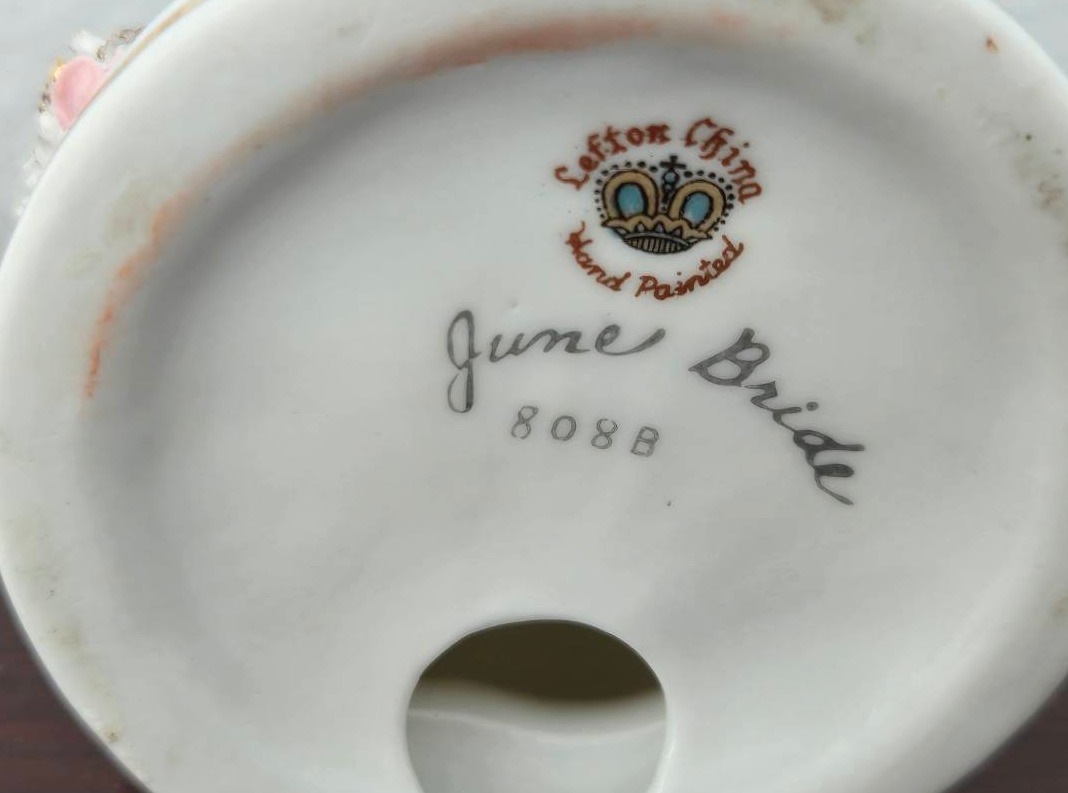 Lefton China
Hand Painted
June Bride
808B